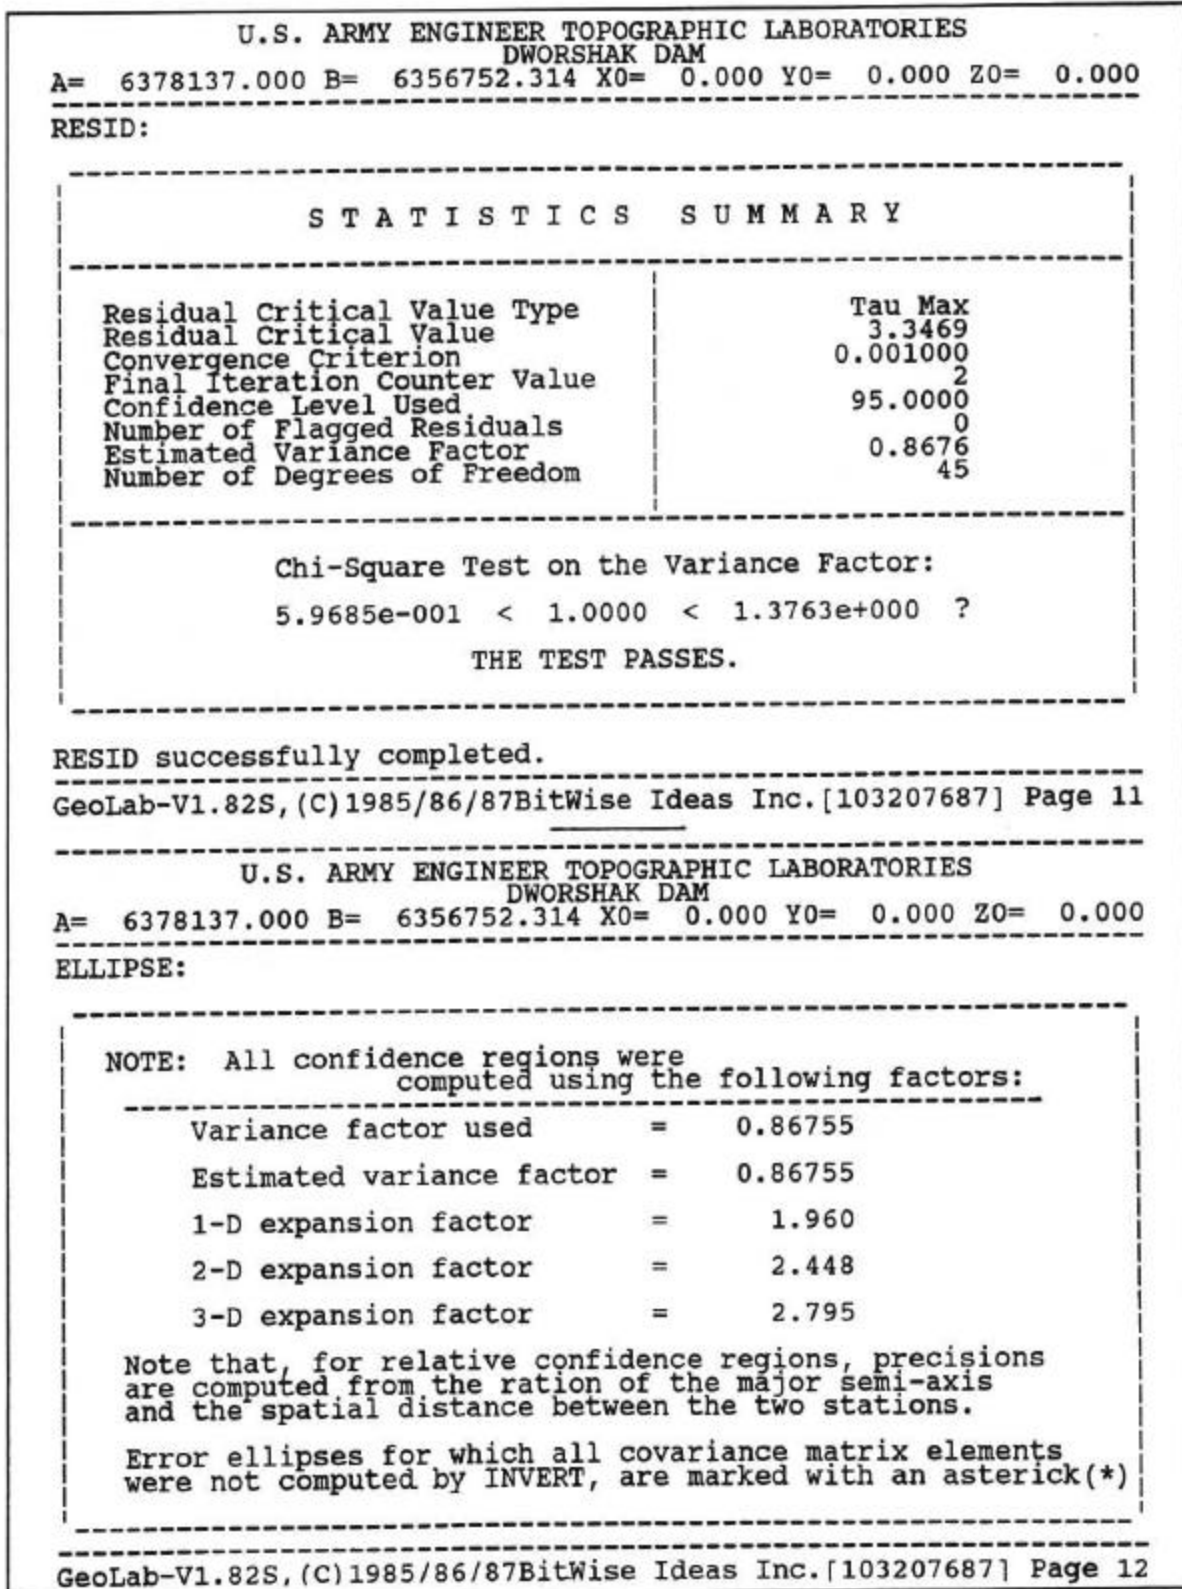 U.S. ARMY ENGINEER TOPOGRAPHIC LABORATORIES
DWORSHAK DAM
A= 6378137.000 B= 6356752.314 X0= 0.000 Y0= 0.000 Z0= 0.000
RESID:
S T A T I S T I C S S U M M A R Y
Residual Critical Value Type Tau Max
Residual Critical Value 3.3469
Convergence Criterion 0.001000
Final Iteration Counter Value 2
Confidence Level Used 95.0000
Number of Flagged Residuals 0
Estimated Variance Factor 0.8676
Number of Degrees of Freedom 45
Chi-Square Test on the Variance Factor:
5.9685e-001 < 1.0000 < 1.3763e+000 ?
THE TEST PASSES.
RESID successfully completed.
GeoLab-V1.82S,(C)1985/86/87BitWise Ideas Inc.[103207687] Page 11
U.S. ARMY ENGINEER TOPOGRAPHIC LABORATORIES
DWORSHAK DAM
A= 6378137.000 B= 6356752.314 X0= 0.000 Y0= 0.000 Z0= 0.000
ELLIPSE:
NOTE: All confidence regions were
computed using the following factors:
Variance factor used = 0.86755
Estimated variance factor = 0.86755
1-D expansion factor = 1.960
2-D expansion factor = 2.448
3-D expansion factor = 2.795
Note that, for relative confidence regions, precisions
are computed from the ration of the major semi-axis
and the spatial distance between the two stations.
Error ellipses for which all covariance matrix elements
were not computed by INVERT, are marked with an asterick(*)
GeoLab-V1.82S,(C)1985/86/87BitWise Ideas Inc.[103207687] Page 12